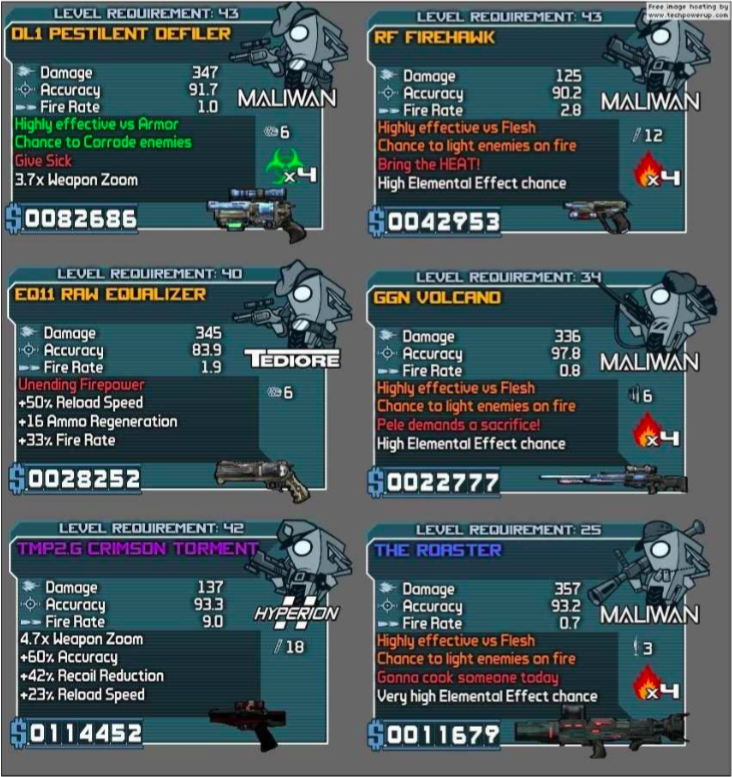 Free image hosting by
www.techpowerup.com
LEVEL REQUIREMENT: 43
DL1 PESTILENT DEFILER
Damage 347
Accuracy 91.7
Fire Rate 1.0
MALIWAN
Highly effective vs Armor
Chance to Corrode enemies
Give Sick
3.7x Weapon Zoom
6
x4
$0082686
LEVEL REQUIREMENT: 43
RF FIREHAWK
Damage 125
Accuracy 90.2
Fire Rate 2.8
MALIWAN
Highly effective vs Flesh
Chance to light enemies on fire
Bring the HEAT!
High Elemental Effect chance
12
x4
$0042953
LEVEL REQUIREMENT: 40
EQ11 RAW EQUALIZER
Damage 345
Accuracy 83.9
Fire Rate 1.9
TEDIORE
Unending Firepower
+50% Reload Speed
+16 Ammo Regeneration
+33% Fire Rate
6
$0028252
LEVEL REQUIREMENT: 34
GGN VOLCANO
Damage 336
Accuracy 97.8
Fire Rate 0.8
MALIWAN
Highly effective vs Flesh
Chance to light enemies on fire
Pele demands a sacrifice!
High Elemental Effect chance
6
x4
$0022777
LEVEL REQUIREMENT: 42
TMP2.G CRIMSON TORMENT
Damage 137
Accuracy 93.3
Fire Rate 9.0
HYPERION
4.7x Weapon Zoom
+60% Accuracy
+42% Recoil Reduction
+23% Reload Speed
18
$0114452
LEVEL REQUIREMENT: 25
THE ROASTER
Damage 357
Accuracy 93.2
Fire Rate 0.7
MALIWAN
Highly effective vs Flesh
Chance to light enemies on fire
Gonna cook someone today
Very high Elemental Effect chance
3
x4
$0011679